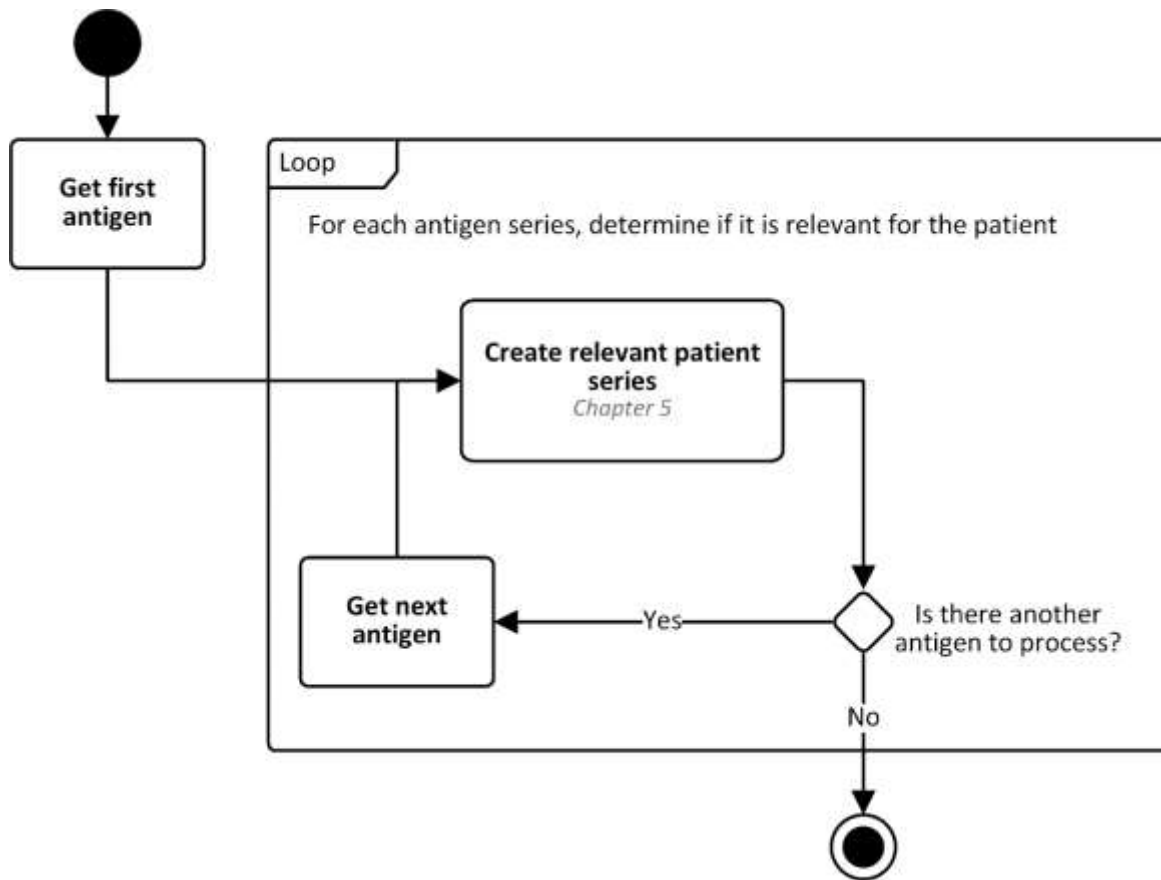 Get first
antigen
Loop
For each antigen series, determine if it is relevant for the patient
Create relevant patient
series
Chapter 5
Get next
antigen
Yes
Is there another
antigen to process?
No